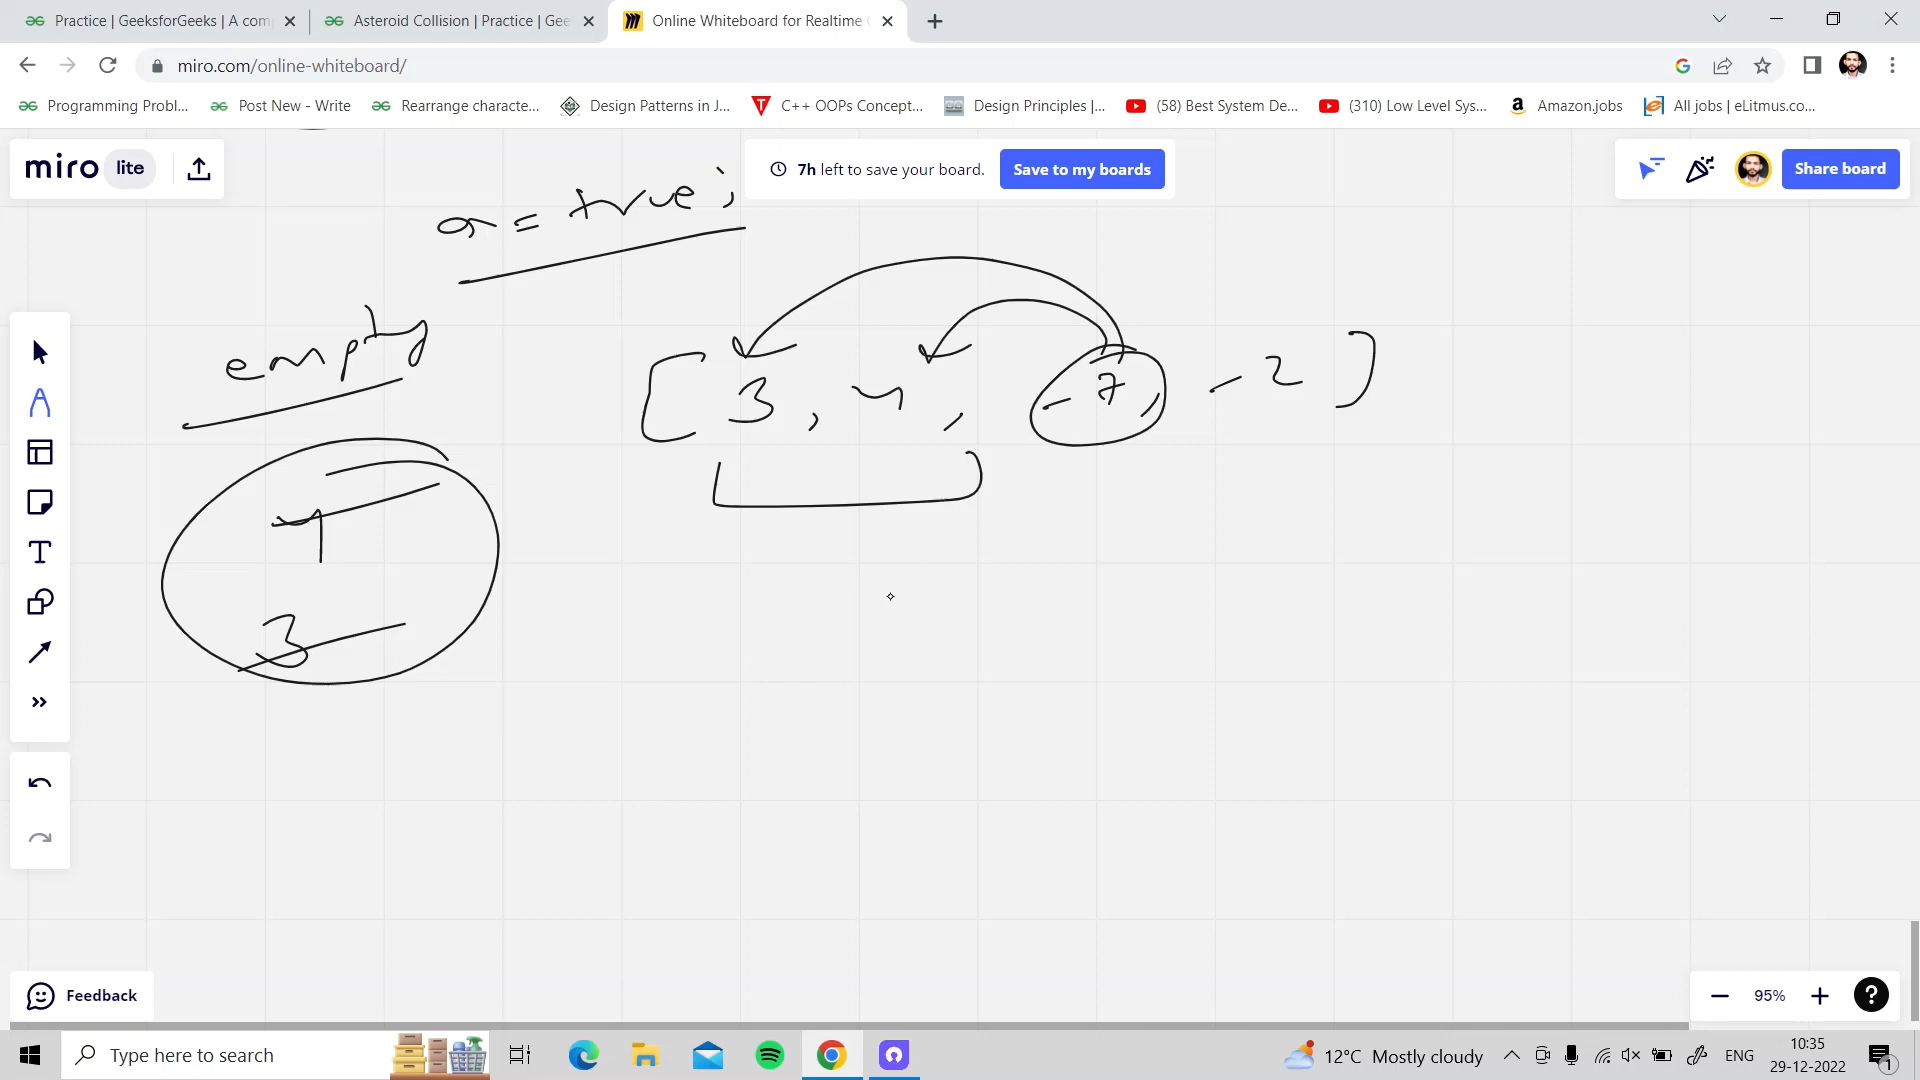 Practice | GeeksforGeeks | A com
Asteroid Collision | Practice | Gee
Online Whiteboard for Realtime C
miro.com/online-whiteboard/
Programming Probl...
Post New - Write
Rearrange characte...
Design Patterns in J...
C++ OOPs Concept...
Design Principles |...
(58) Best System De...
(310) Low Level Sys...
Amazon.jobs
All jobs | eLitmus.co...
miro lite
7h left to save your board.
Save to my boards
Share board
= true;
empty
[3, 4, -7, -2]
4
3
Feedback
95%
?
Type here to search
12°C Mostly cloudy
ENG
10:35
29-12-2022
1